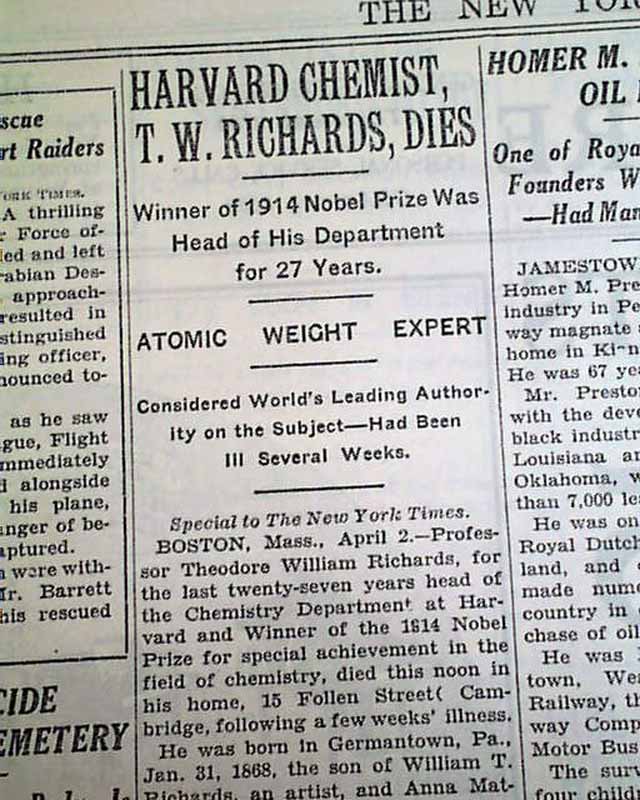 THE NEW
scue
rt Raiders
ORK TIMES.
A thrilling
r Force of-
led and left
rabian Des-
approach-
resulted in
stinguished
ing officer,
nounced to-
as he saw
gue, Flight
mmediately
d alongside
his plane,
anger of be-
aptured.
were with-
Mr. Barrett
his rescued
CIDE
EMETERY
HARVARD CHEMIST,
T. W. RICHARDS, DIES
Winner of 1914 Nobel Prize Was
Head of His Department
for 27 Years.
ATOMIC WEIGHT EXPERT
Considered World's Leading Author-
ity on the Subject—Had Been
Ill Several Weeks.
Special to The New York Times.
BOSTON, Mass., April 2.—Profes-
sor Theodore William Richards, for
the last twenty-seven years head of
the Chemistry Department at Har-
vard and Winner of the 1914 Nobel
Prize for special achievement in the
field of chemistry, died this noon in
his home, 15 Follen Street( Cam-
bridge, following a few weeks' illness.
He was born in Germantown, Pa.,
Jan. 31, 1868, the son of William T.
Richards, an artist, and Anna Mat-
HOMER M.
OIL
One of Roya
Founders W
—Had Man
JAMESTOW
Homer M. Pre
industry in Pe
way magnate
home in
He was 67 yea
Mr. Preston
with the deve
black industr
Louisiana an
Oklahoma, w
than 7,000 le
He was on
Royal Dutch
land, and
made nume
country in
chase of oil
He was
town, Wes
Railway, th
way Comp
Motor Bus
The surv
four child